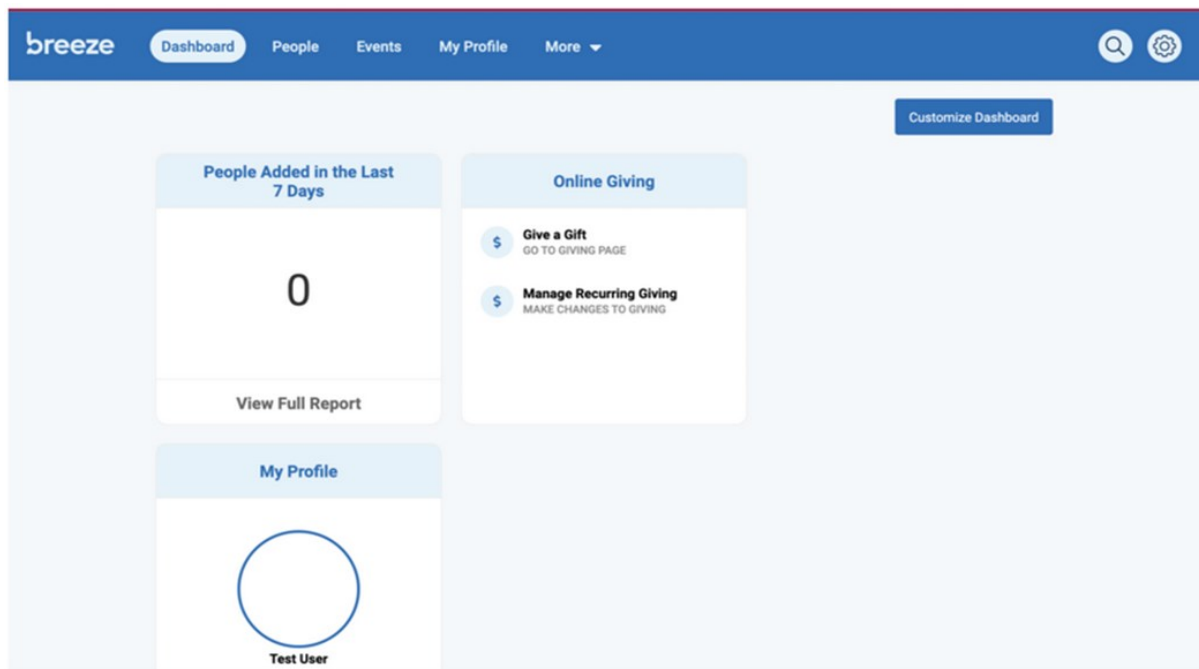 breeze
Dashboard
People
Events
My Profile
More
Customize Dashboard
People Added in the Last
7 Days
0
View Full Report
Online Giving
$
Give a Gift
GO TO GIVING PAGE
$
Manage Recurring Giving
MAKE CHANGES TO GIVING
My Profile
Test User